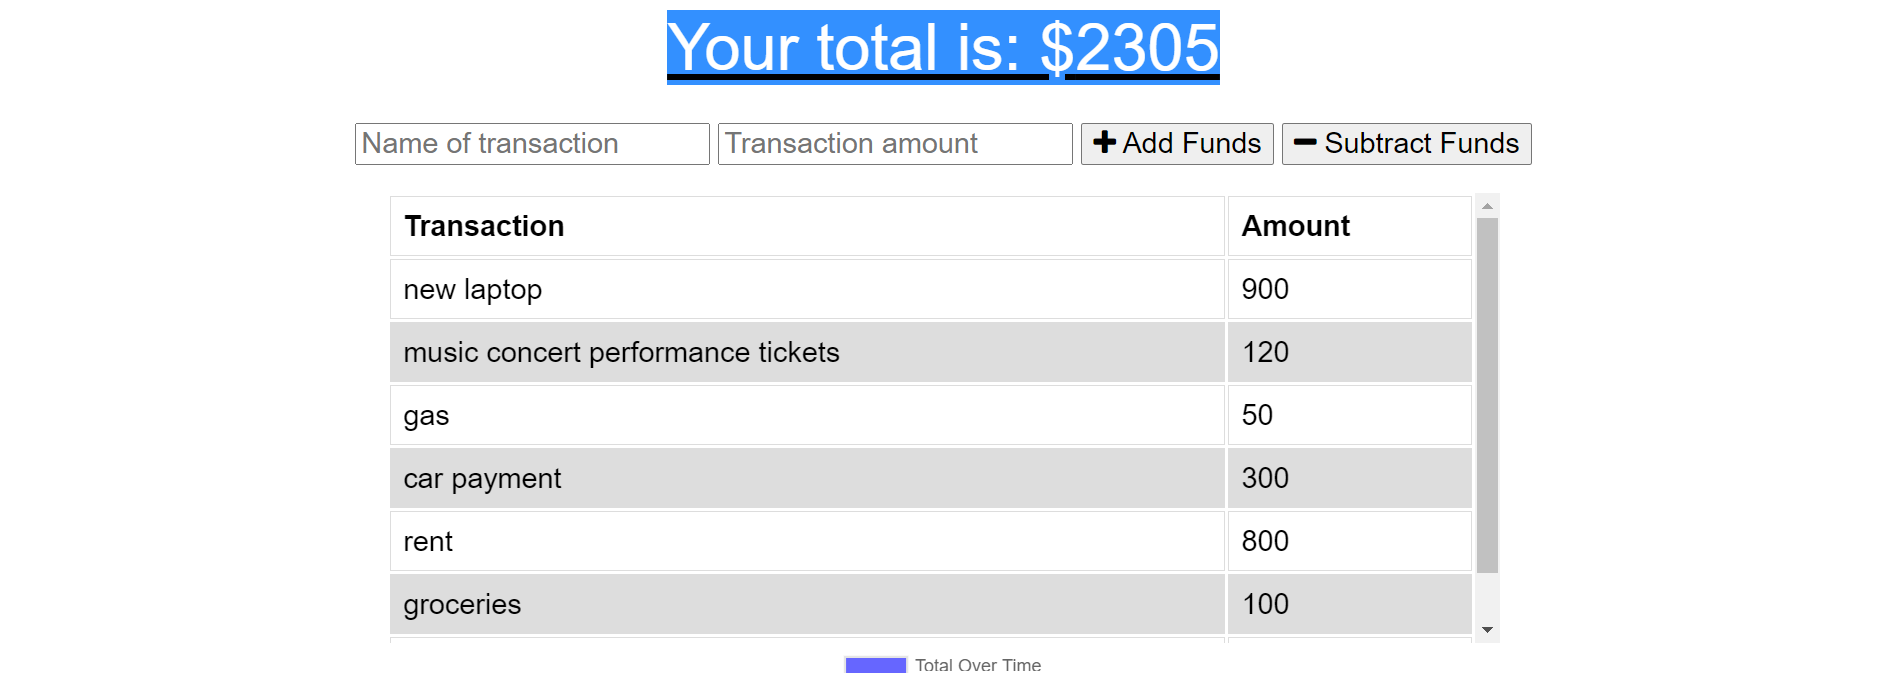 Your total is: $2305
Name of transaction Transaction amount Add Funds Subtract Funds
Transaction Amount
new laptop 900
music concert performance tickets 120
gas 50
car payment 300
rent 800
groceries 100
Total Over Time